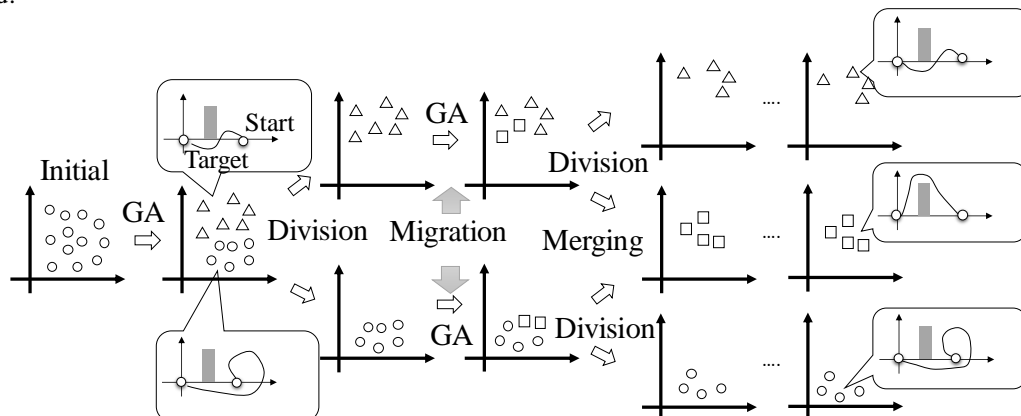 d.
Start
Target
Initial
GA
Division
GA
Migration
GA
Division
Merging
Division
....
....
....